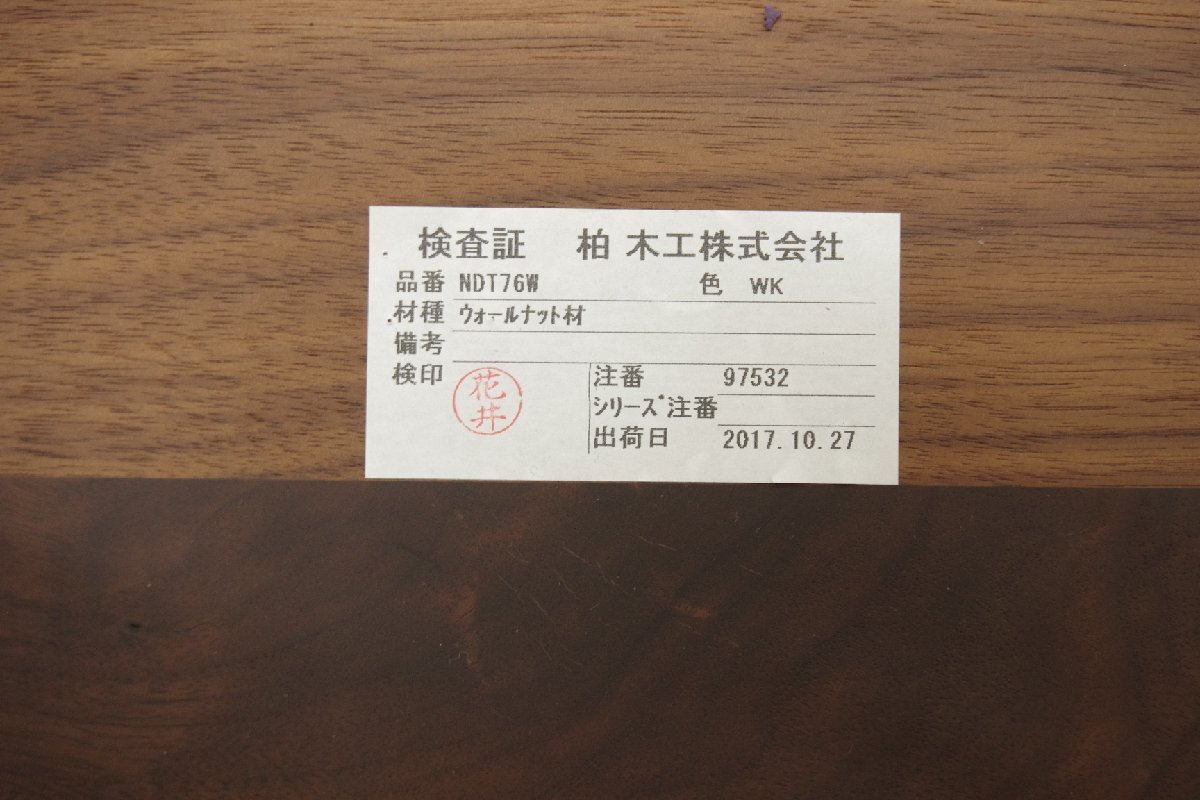 検査証 柏木工株式会社
品番 NDT76W 色 WK
材種 ウォールナット材
備考
検印 花井
注番 97532
シリーズ注番
出荷日 2017.10.27